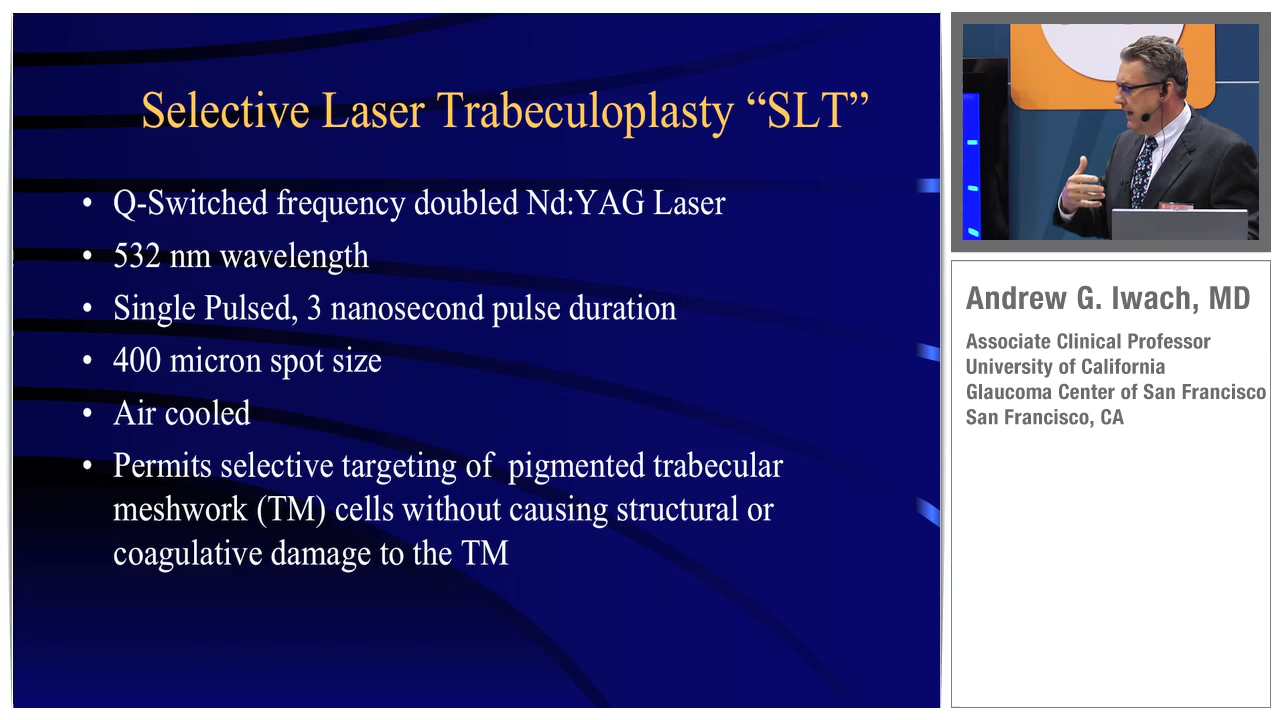 Selective Laser Trabeculoplasty “SLT”
• Q-Switched frequency doubled Nd:YAG Laser
• 532 nm wavelength
• Single Pulsed, 3 nanosecond pulse duration
• 400 micron spot size
• Air cooled
• Permits selective targeting of  pigmented trabecular
meshwork (TM) cells without causing structural or
coagulative damage to the TM
Andrew G. Iwach, MD
Associate Clinical Professor
University of California
Glaucoma Center of San Francisco
San Francisco, CA